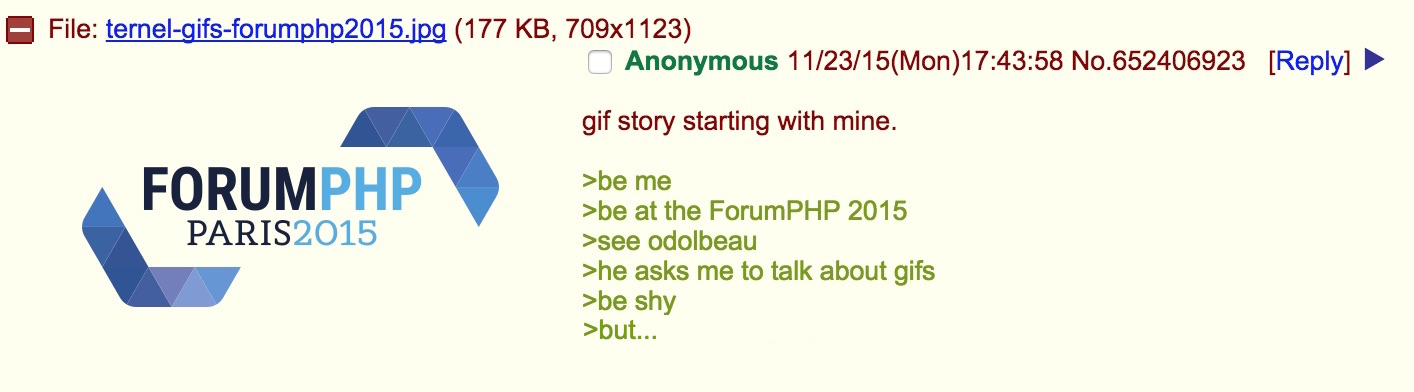 File: ternel-gifs-forumphp2015.jpg (177 KB, 709x1123)
Anonymous 11/23/15(Mon)17:43:58 No.652406923 [Reply]
FORUMPHP
PARIS2015
gif story starting with mine.
>be me
>be at the ForumPHP 2015
>see odolbeau
>he asks me to talk about gifs
>be shy
>but...